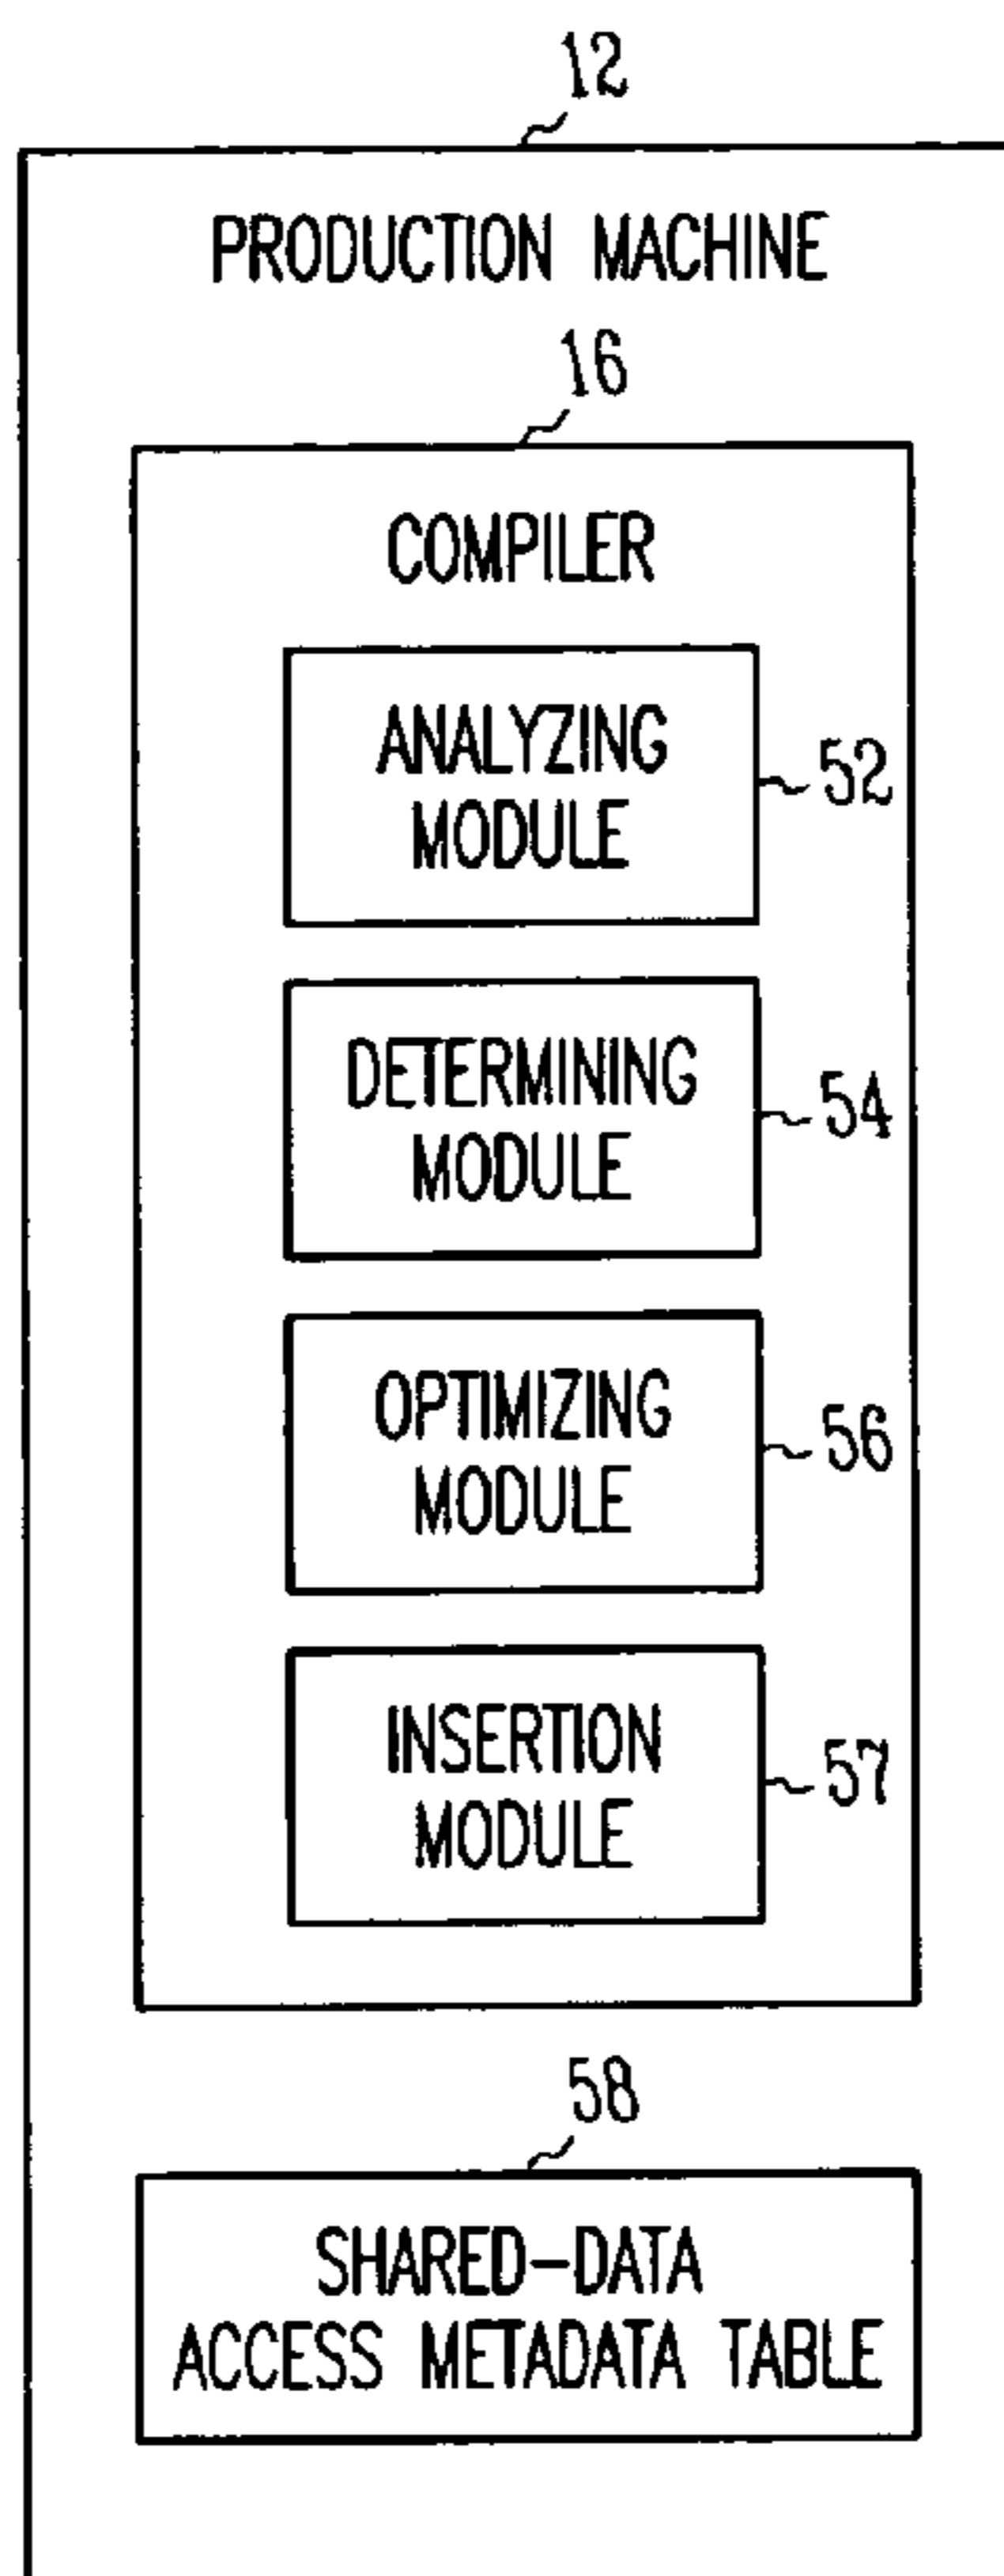 12
PRODUCTION MACHINE
16
COMPILER
ANALYZING
MODULE
52
DETERMINING
MODULE
54
OPTIMIZING
MODULE
56
INSERTION
MODULE
57
58
SHARED-DATA
ACCESS METADATA TABLE